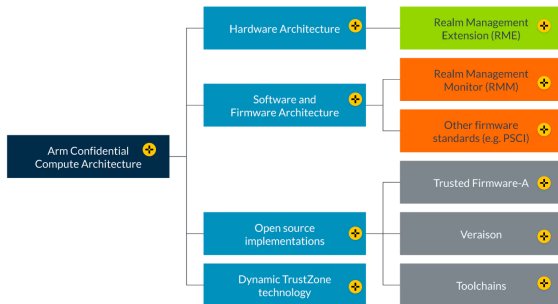 Hardware Architecture
Realm Management
Extension (RME)
Software and
Firmware Architecture
Realm Management
Monitor (RMM)
Other firmware
standards (e.g. PSCI)
Arm Confidential
Compute Architecture
Trusted Firmware-A
Open source
implementations
Veraison
Dynamic TrustZone
technology
Toolchains